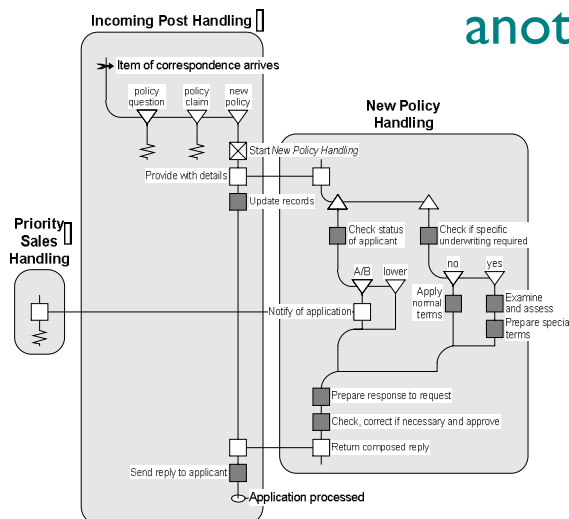 anot
Incoming Post Handling
Item of correspondence arrives
policy
question
policy
claim
new
policy
New Policy
Handling
Start New Policy Handling
Provide with details
Update records
Priority
Sales
Handling
Check status
of applicant
Check if specific
underwriting required
A/B
lower
no
yes
Apply
normal
terms
Examine
and assess
Prepare specia
terms
Notify of application
Prepare response to request
Check, correct if necessary and approve
Return composed reply
Send reply to applicant
Application processed